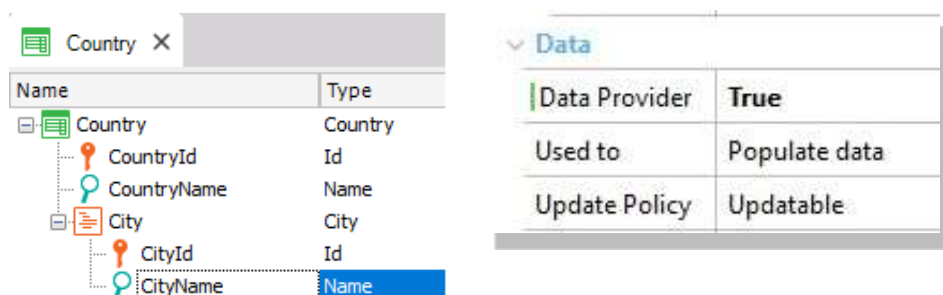 Country
Name Type
Country Country
CountryId Id
CountryName Name
City City
CityId Id
CityName Name
Data
Data Provider True
Used to Populate data
Update Policy Updatable